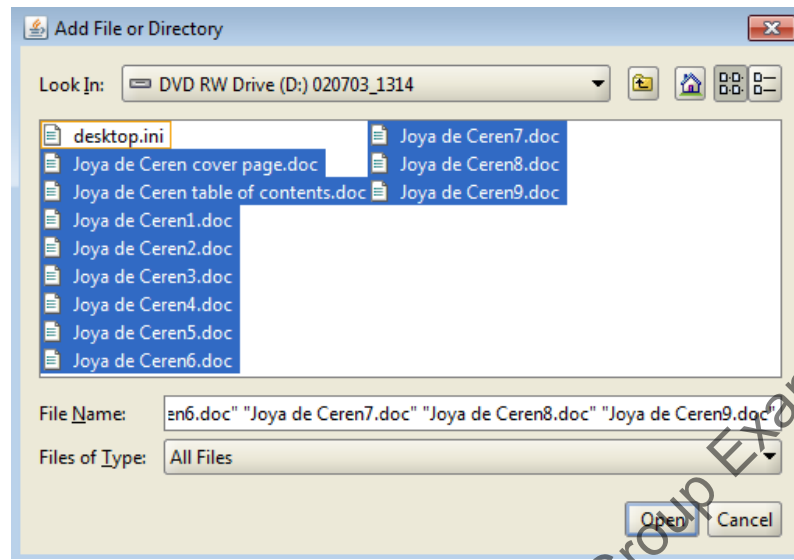 Add File or Directory
Look In: DVD RW Drive (D:) 020703_1314
desktop.ini
Joya de Ceren cover page.doc
Joya de Ceren table of contents.doc
Joya de Ceren1.doc
Joya de Ceren2.doc
Joya de Ceren3.doc
Joya de Ceren4.doc
Joya de Ceren5.doc
Joya de Ceren6.doc
Joya de Ceren7.doc
Joya de Ceren8.doc
Joya de Ceren9.doc
File Name: en6.doc" "Joya de Ceren7.doc" "Joya de Ceren8.doc" "Joya de Ceren9.doc"
Files of Type: All Files
Open Cancel
Group